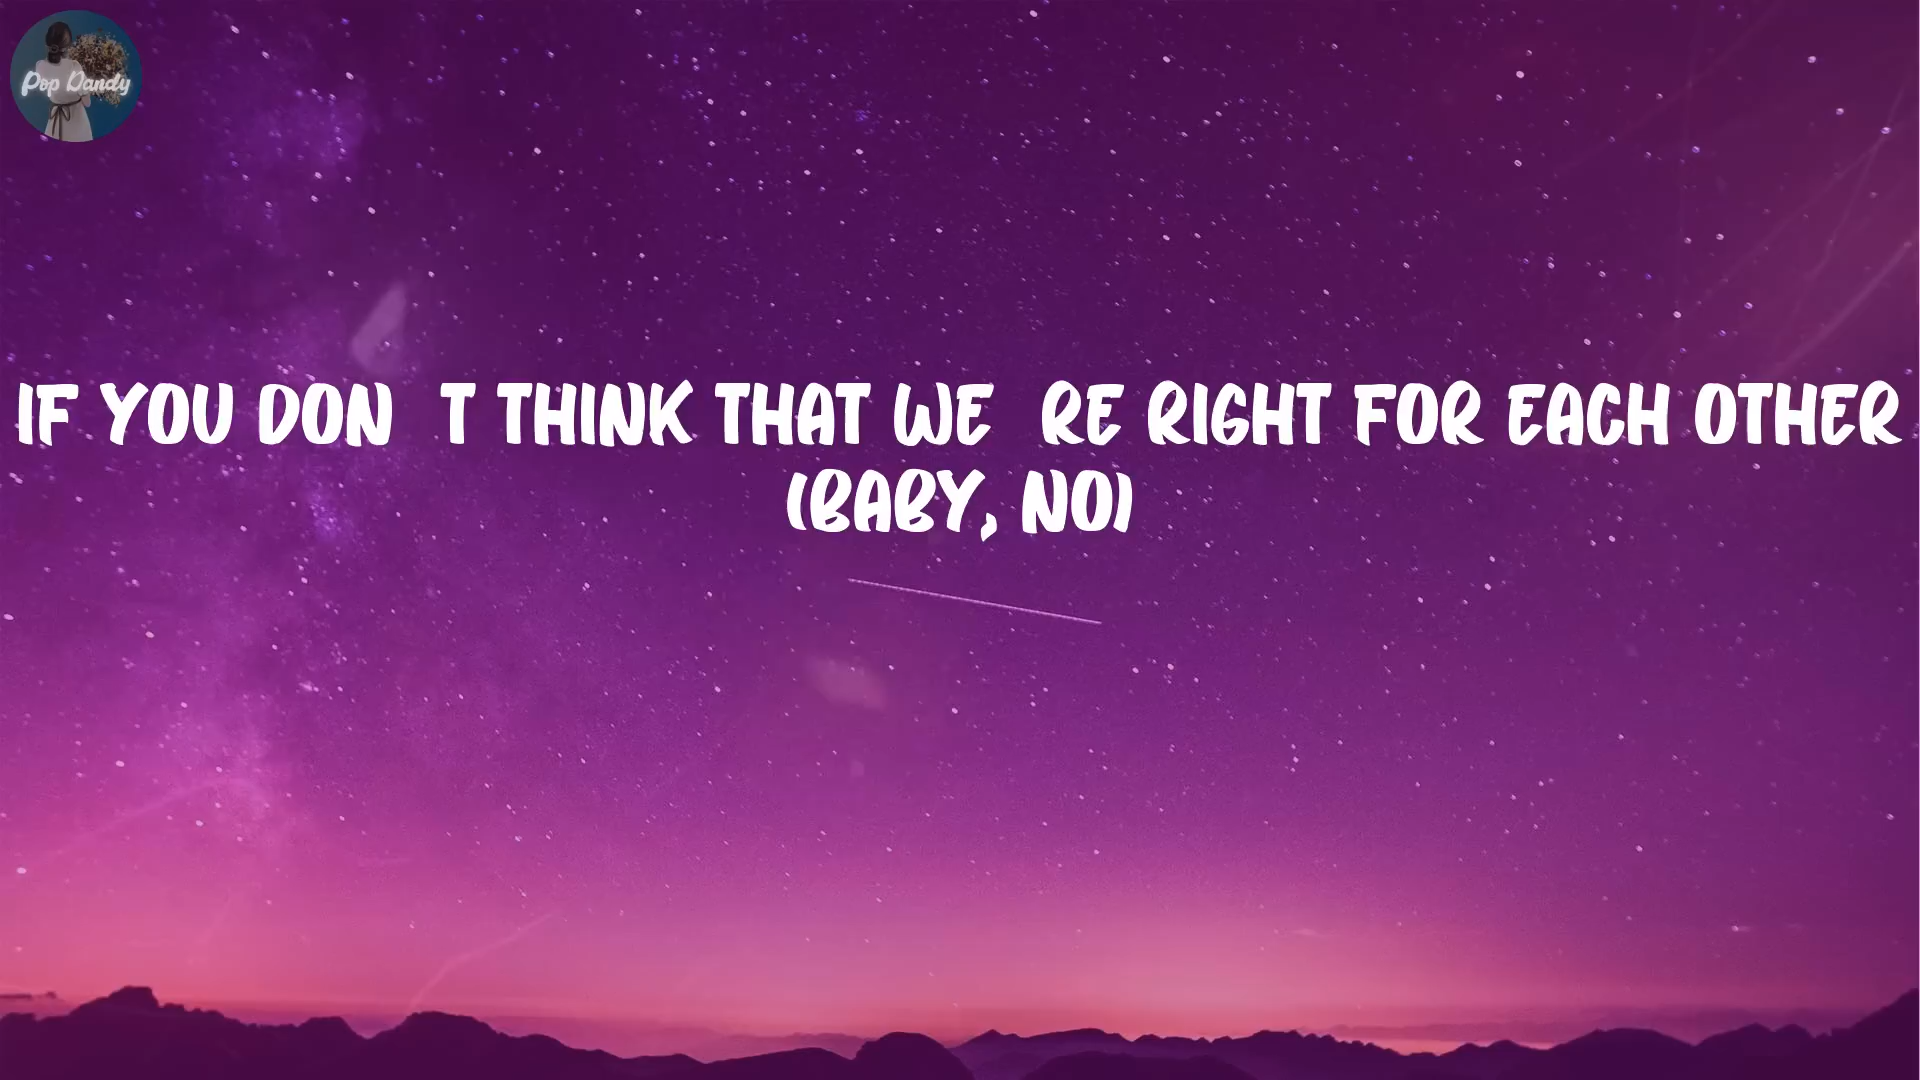 Pop Dandy
IF YOU DON T THINK THAT WE RE RIGHT FOR EACH OTHER
(BABY, NO)